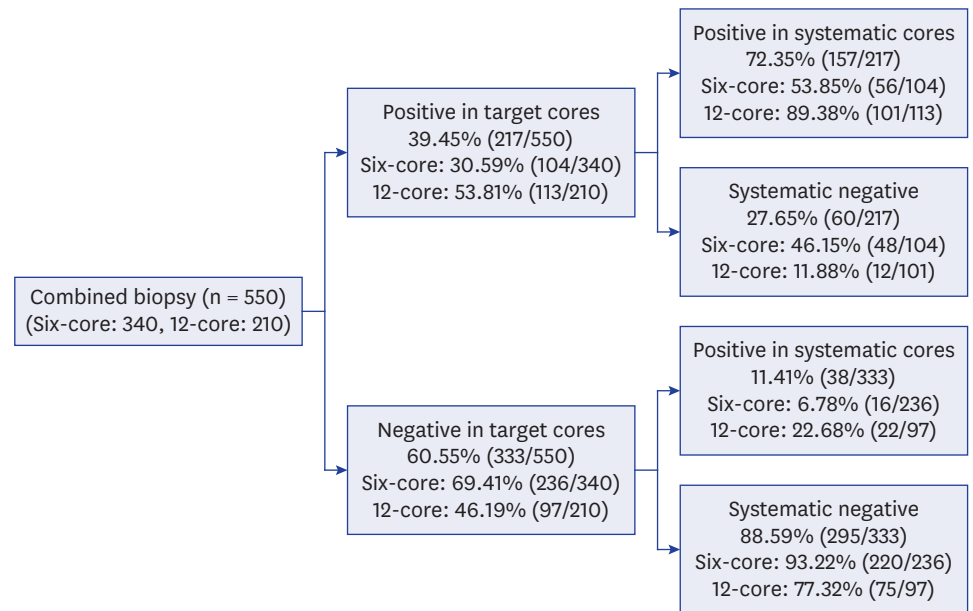 Combined biopsy (n = 550)
(Six-core: 340, 12-core: 210)
Positive in target cores
39.45% (217/550)
Six-core: 30.59% (104/340)
12-core: 53.81% (113/210)
Positive in systematic cores
72.35% (157/217)
Six-core: 53.85% (56/104)
12-core: 89.38% (101/113)
Systematic negative
27.65% (60/217)
Six-core: 46.15% (48/104)
12-core: 11.88% (12/101)
Negative in target cores
60.55% (333/550)
Six-core: 69.41% (236/340)
12-core: 46.19% (97/210)
Positive in systematic cores
11.41% (38/333)
Six-core: 6.78% (16/236)
12-core: 22.68% (22/97)
Systematic negative
88.59% (295/333)
Six-core: 93.22% (220/236)
12-core: 77.32% (75/97)